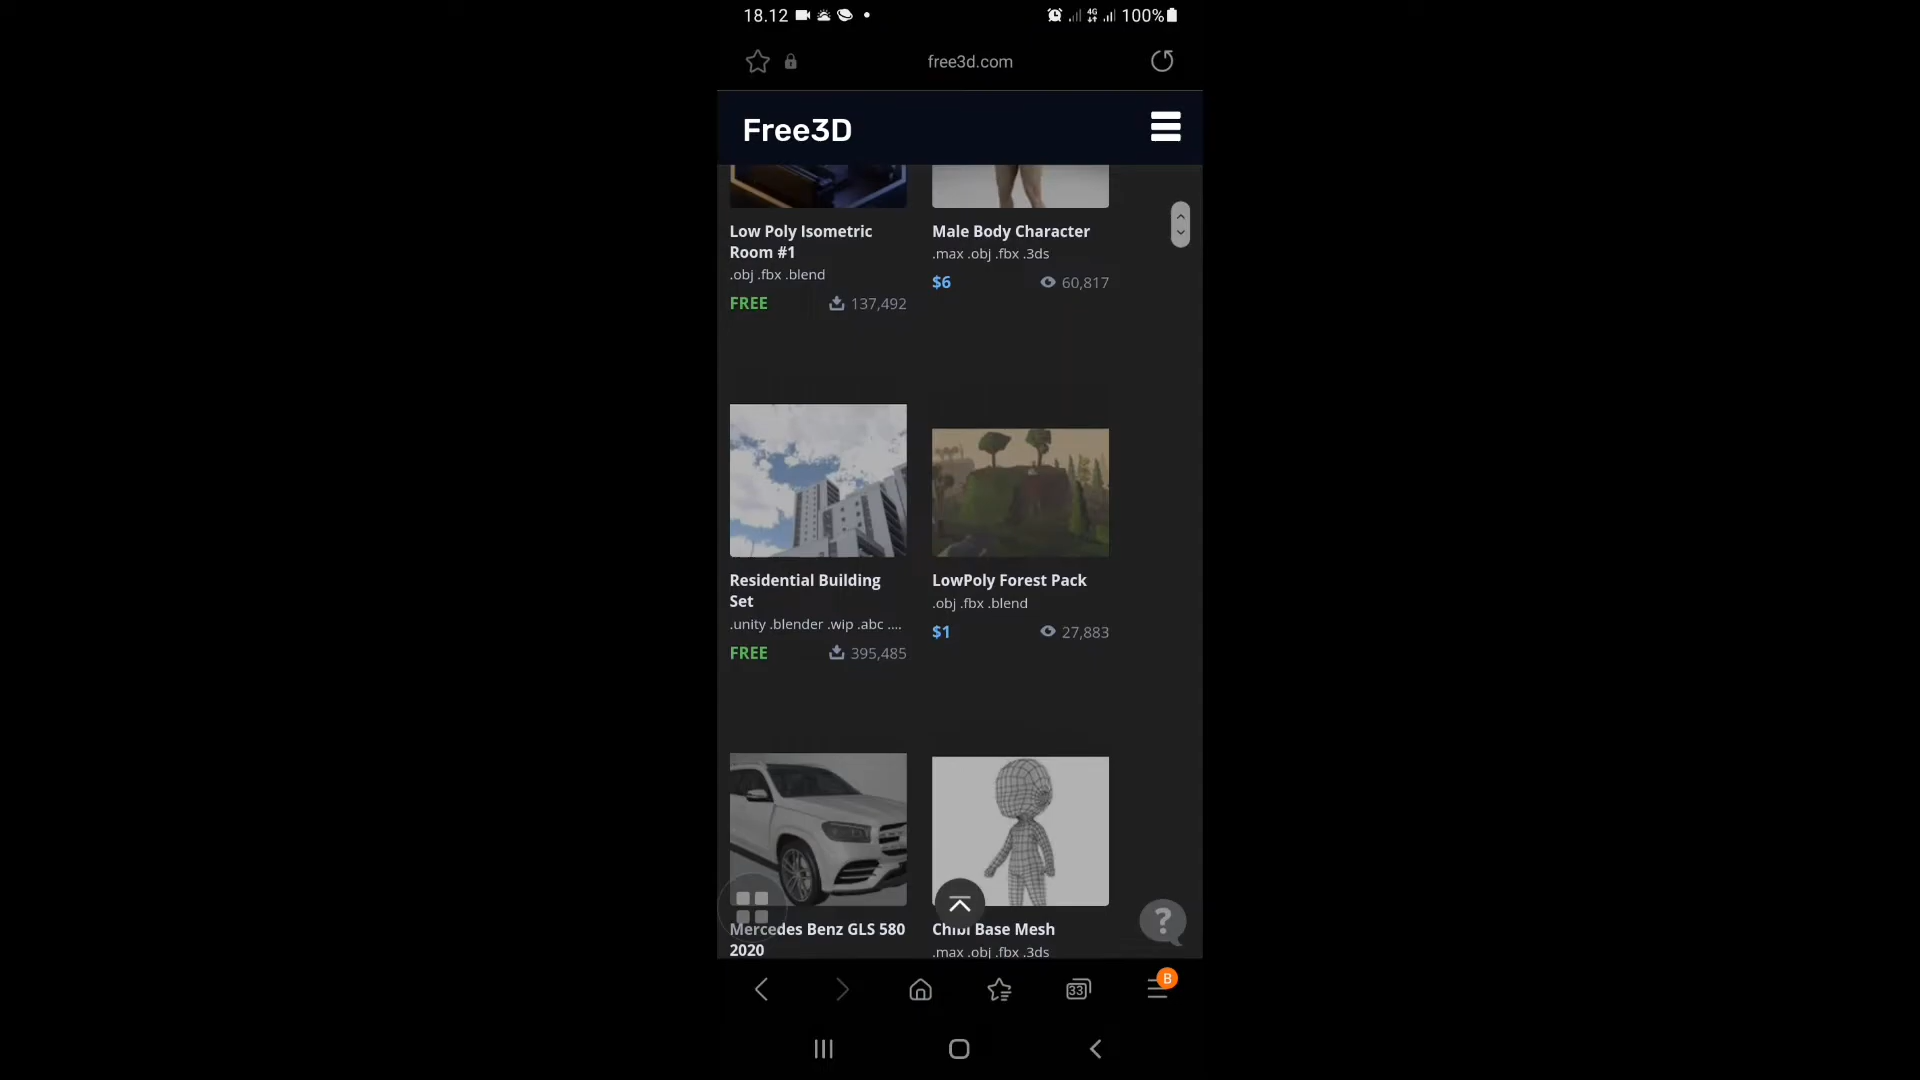 18.12
4G 100%
free3d.com
Free3D
Low Poly Isometric
Room #1
.obj .fbx .blend
FREE 137,492
Male Body Character
.max .obj .fbx .3ds
$6 60,817
Residential Building
Set
.unity .blender .wip .abc ....
FREE 395,485
LowPoly Forest Pack
.obj .fbx .blend
$1 27,883
Mercedes Benz GLS 580
2020
Chibi Base Mesh
.max .obj .fbx .3ds
?
33
B